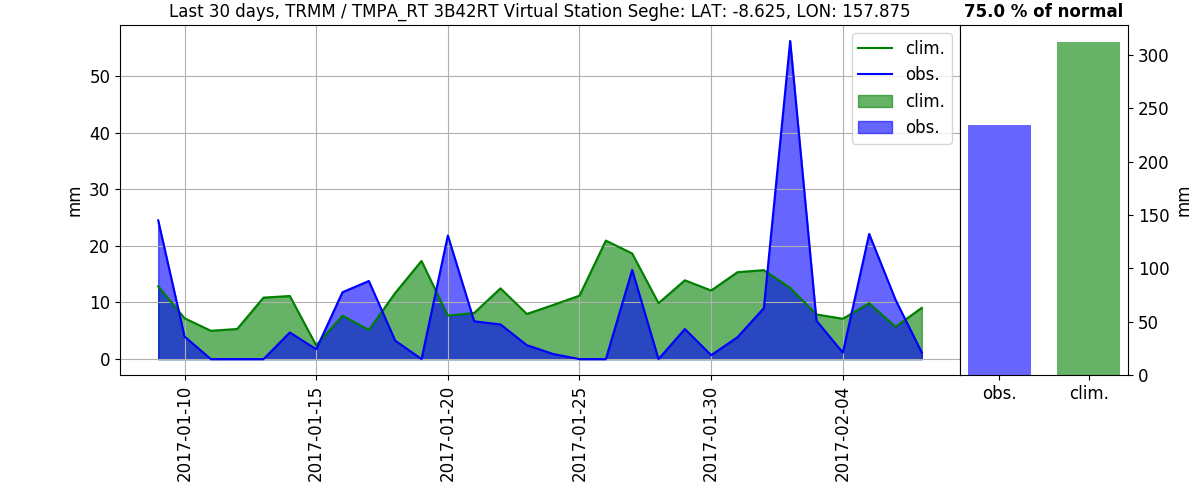 Last 30 days, TRMM / TMPA_RT 3B42RT Virtual Station Seghe: LAT: -8.625, LON: 157.875
75.0 % of normal
clim.
obs.
clim.
obs.
mm
50
40
30
20
10
0
2017-01-10
2017-01-15
2017-01-20
2017-01-25
2017-01-30
2017-02-04
300
250
200
150
100
50
0
mm
obs.
clim.